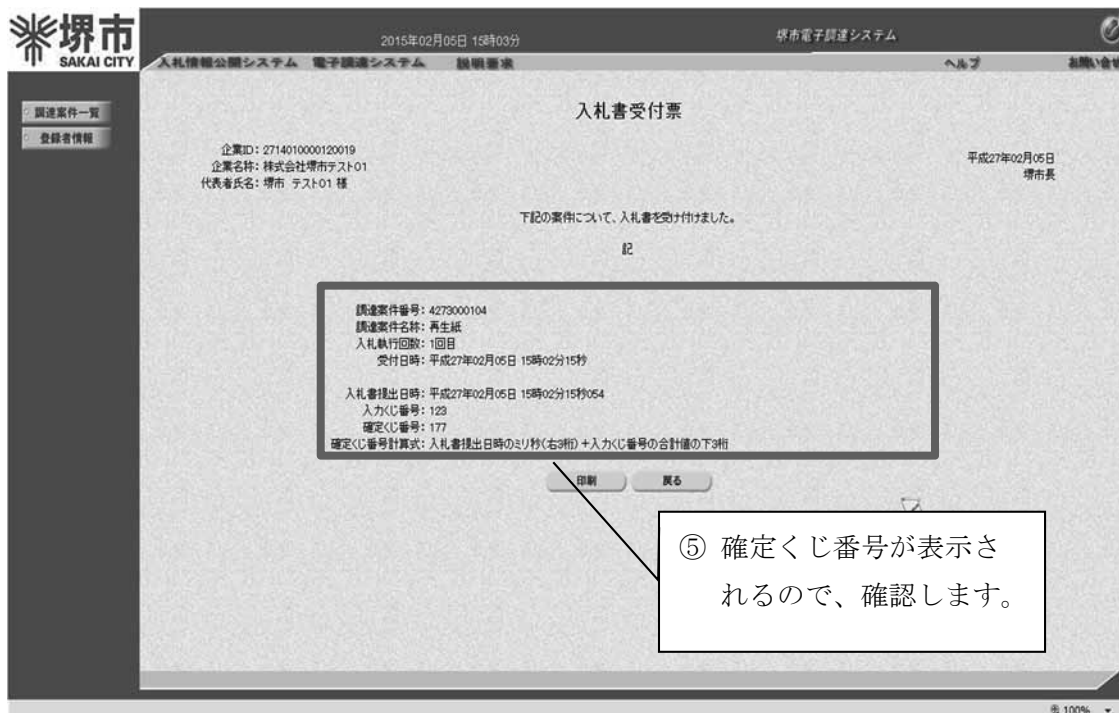 堺市
SAKAI CITY
2015年02月05日 15時03分
堺市電子調達システム
入札情報公開システム 電子調達システム 説明要求 ヘルプ お問い合せ
調達案件一覧
登録者情報
入札書受付票
企業ID: 2714010000120019
企業名称: 株式会社堺市テスト01
代表者氏名: 堺市 テスト01 様
平成27年02月05日
堺市長
下記の案件について、入札書を受け付けました。
記
調達案件番号: 4273000104
調達案件名称: 再生紙
入札執行回数: 1回目
受付日時: 平成27年02月05日 15時02分15秒
入札書提出日時: 平成27年02月05日 15時02分15秒054
入力くじ番号: 123
確定くじ番号: 177
確定くじ番号計算式: 入札書提出日時のミリ秒(右3桁)+入力くじ番号の合計値の下3桁
印刷 戻る
⑤ 確定くじ番号が表示さ
れるので、確認します。
100%